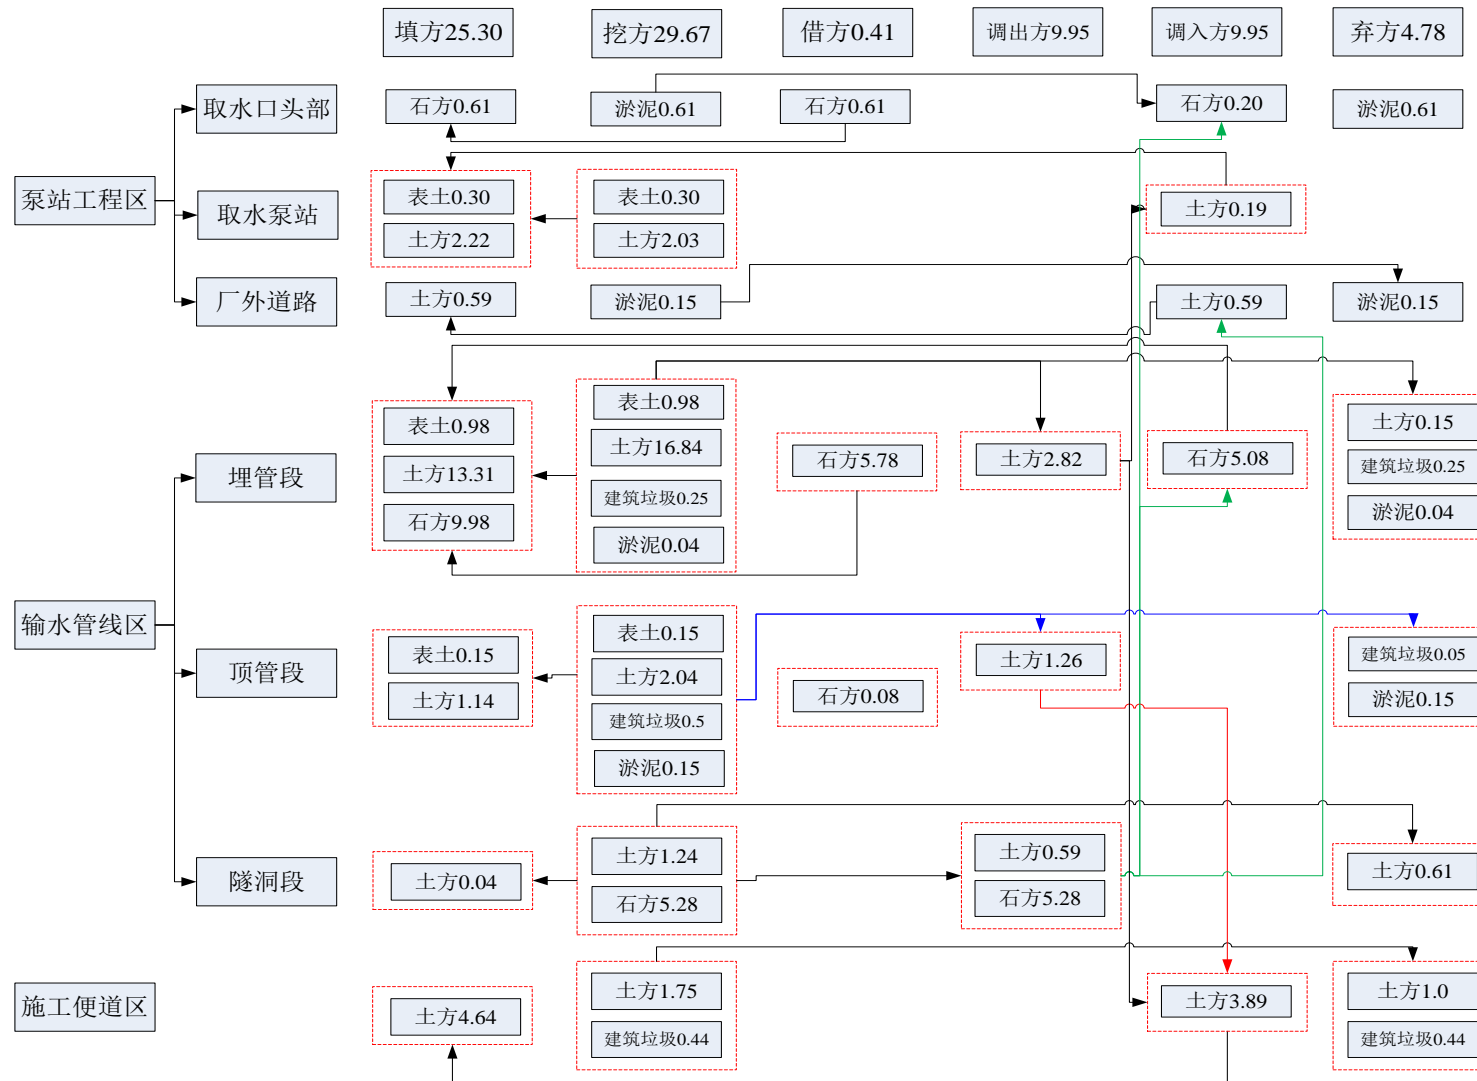 填方25.30
挖方29.67
借方0.41
调出方9.95
调入方9.95
弃方4.78
取水口头部
石方0.61
淤泥0.61
石方0.61
石方0.20
淤泥0.61
泵站工程区
取水泵站
表土0.30
土方2.22
表土0.30
土方2.03
土方0.19
厂外道路
土方0.59
淤泥0.15
土方0.59
淤泥0.15
输水管线区
埋管段
表土0.98
土方13.31
石方9.98
表土0.98
土方16.84
建筑垃圾0.25
淤泥0.04
石方5.78
土方2.82
石方5.08
土方0.15
建筑垃圾0.25
淤泥0.04
顶管段
表土0.15
土方1.14
表土0.15
土方2.04
建筑垃圾0.5
淤泥0.15
石方0.08
土方1.26
建筑垃圾0.05
淤泥0.15
隧洞段
土方0.04
土方1.24
石方5.28
土方0.59
石方5.28
土方0.61
施工便道区
土方4.64
土方1.75
建筑垃圾0.44
土方3.89
土方1.0
建筑垃圾0.44